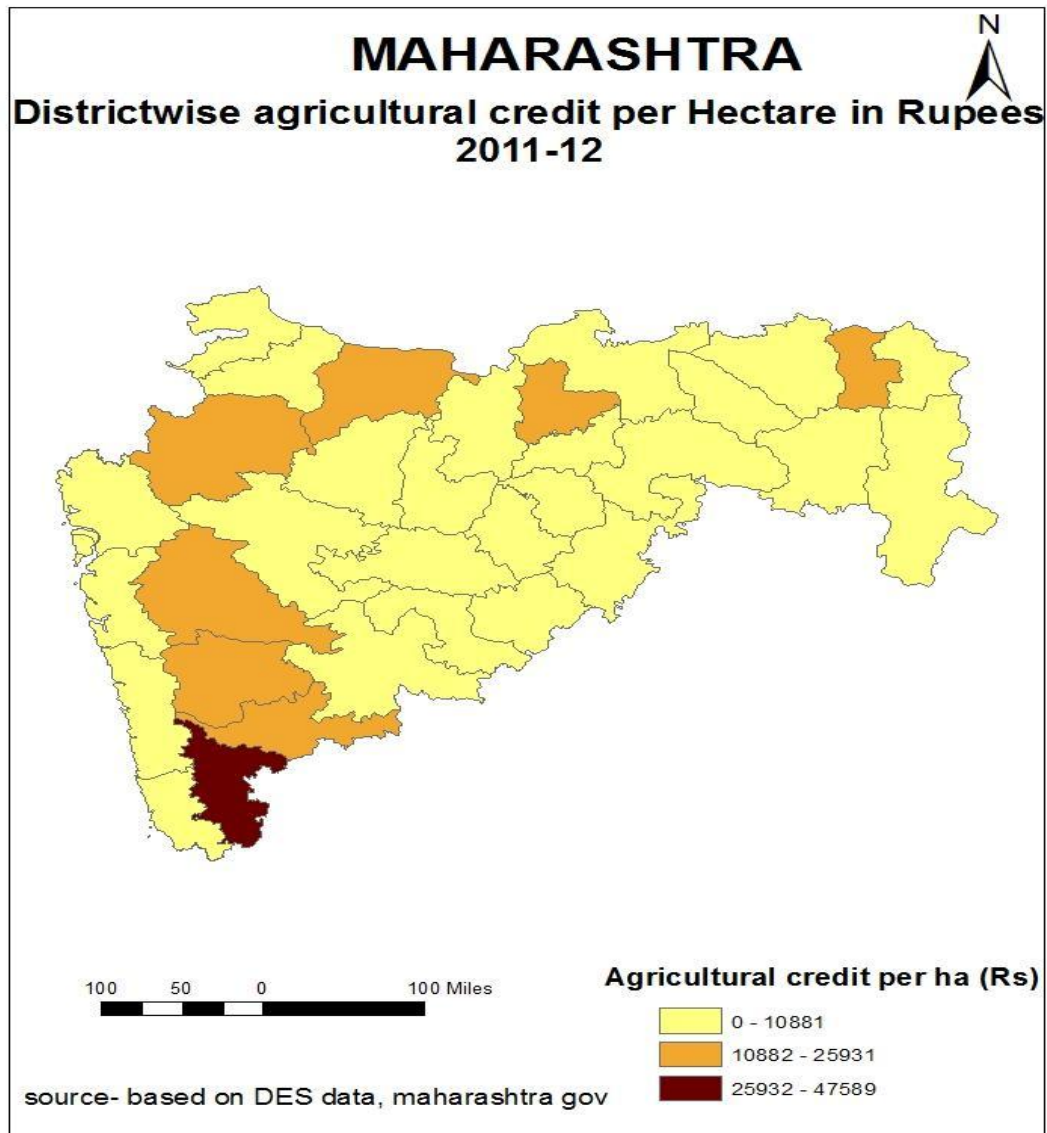 N
MAHARASHTRA
Districtwise agricultural credit per Hectare in Rupees
2011-12
100 50 0 100 Miles
Agricultural credit per ha (Rs)
0 - 10881
10882 - 25931
25932 - 47589
source- based on DES data, maharashtra gov